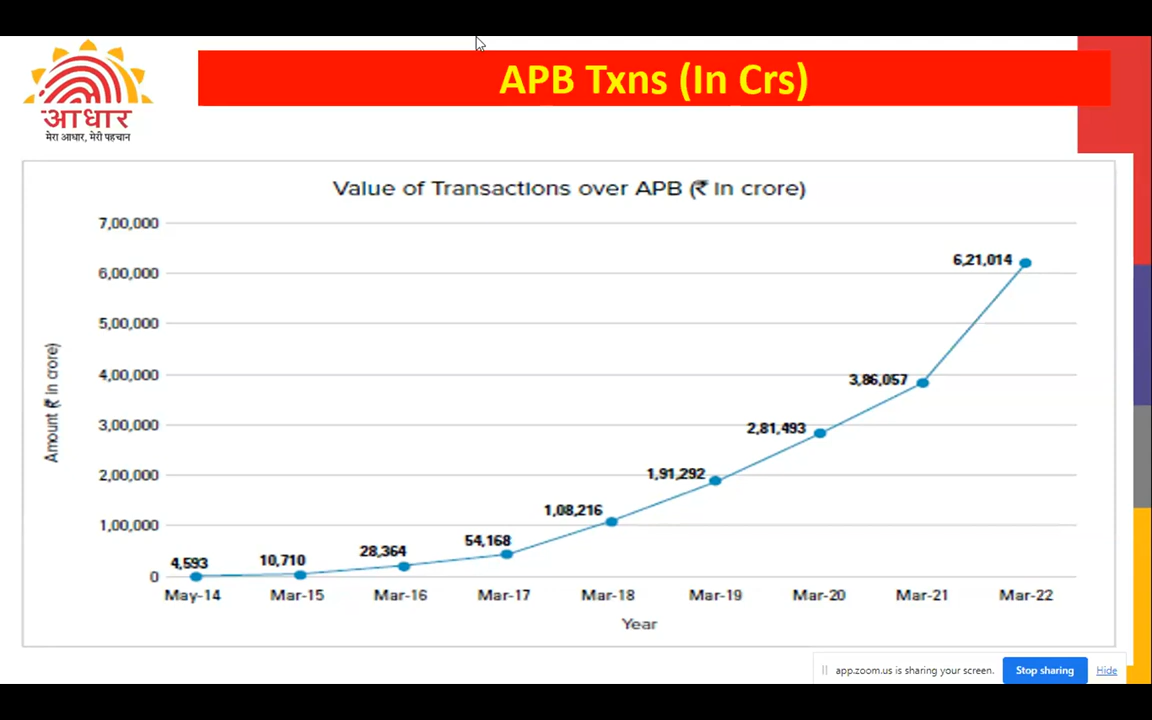 आधार
मेरा आधार, मेरी पहचान
APB Txns (In Crs)
Value of Transactions over APB (₹ In crore)
Amount ₹ In crore)
7,00,000
6,00,000
5,00,000
4,00,000
3,00,000
2,00,000
1,00,000
0
4,593
10,710
28,364
54,168
1,08,216
1,91,292
2,81,493
3,86,057
6,21,014
May-14 Mar-15 Mar-16 Mar-17 Mar-18 Mar-19 Mar-20 Mar-21 Mar-22
Year
app.zoom.us is sharing your screen. Stop sharing Hide